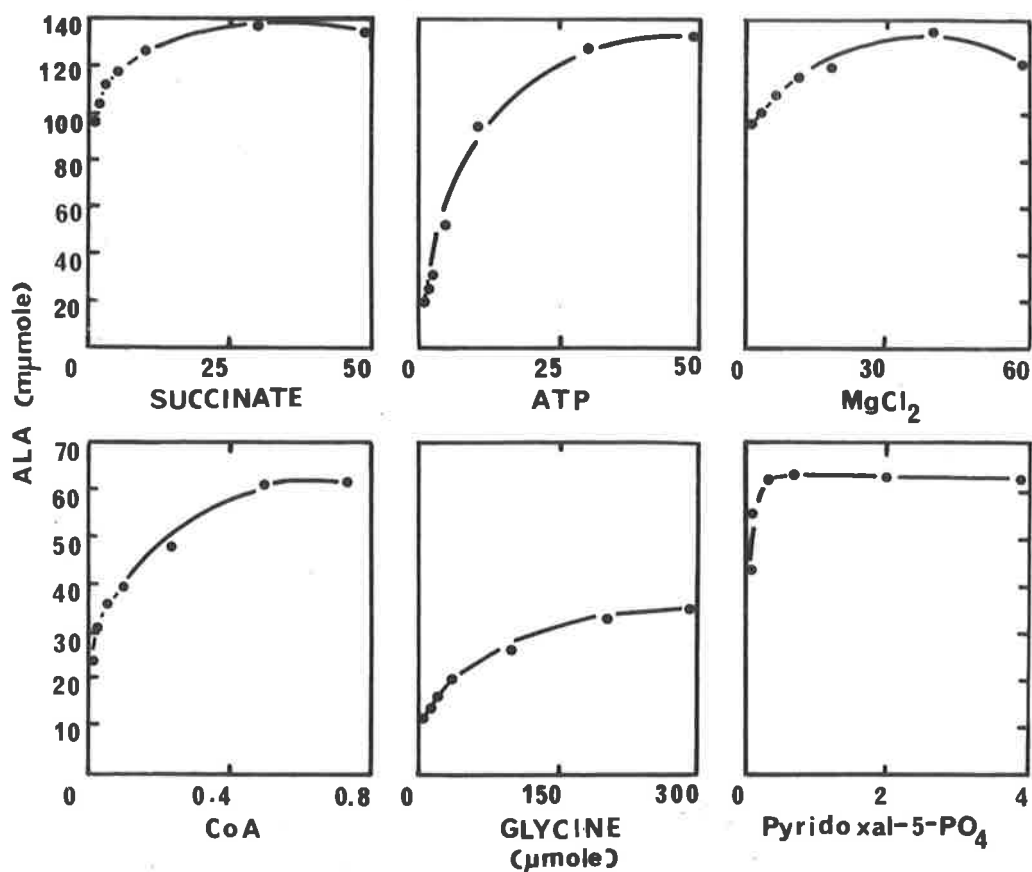 ALA (mµmole)
140
120
100
80
60
40
20
0 25 50
SUCCINATE
0 25 50
ATP
0 30 60
MgCl₂
70
60
50
40
30
20
10
0 0.4 0.8
CoA
0 150 300
GLYCINE
(µmole)
0 2 4
Pyridoxal-5-PO₄